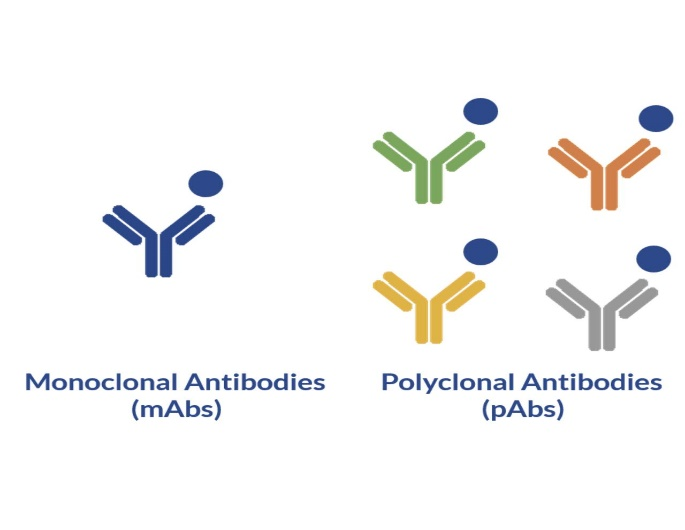 Monoclonal Antibodies
(mAbs)
Polyclonal Antibodies
(pAbs)